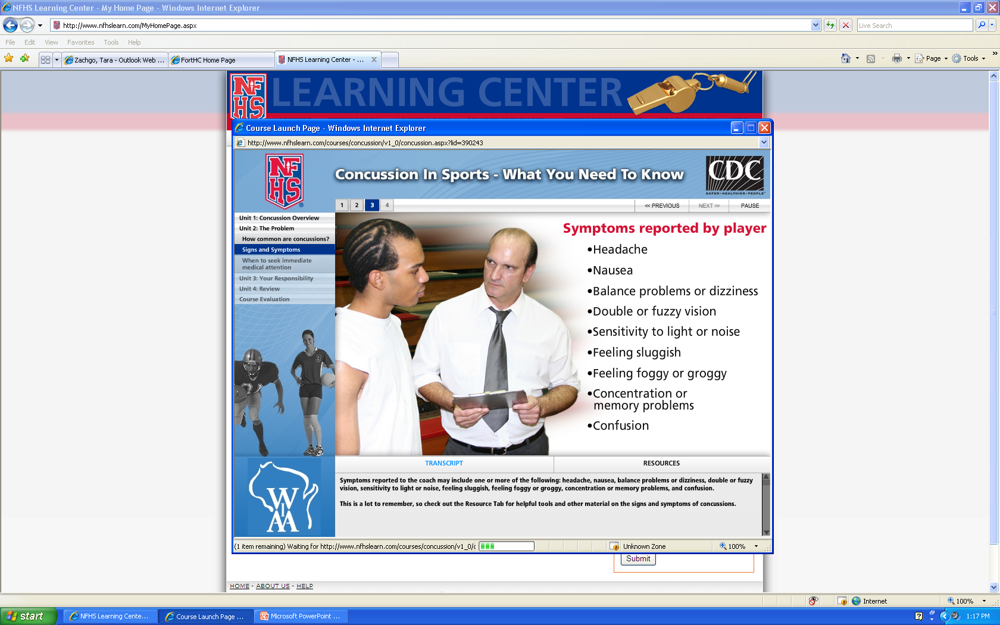 NFHS Learning Center - My Home Page - Windows Internet Explorer
http://www.nfhslearn.com/MyHomePage.aspx
Live Search
File Edit View Favorites Tools Help
Zachgo, Tara - Outlook Web ...
FortHC Home Page
NFHS Learning Center - ...
Page
Tools
NF
HS
LEARNING CENTER
Course Launch Page - Windows Internet Explorer
http://www.nfhslearn.com/courses/concussion/v1_0/concussion.aspx?lid=390243
NF
HS
Concussion In Sports - What You Need To Know
CDC
SAFER•HEALTHIER•PEOPLE™
1 2 3 4
<< PREVIOUS
NEXT >>
PAUSE
Unit 1: Concussion Overview
Unit 2: The Problem
How common are concussions?
Signs and Symptoms
When to seek immediate
medical attention
Unit 3: Your Responsibility
Unit 4: Review
Course Evaluation
Symptoms reported by player
•Headache
•Nausea
•Balance problems or dizziness
•Double or fuzzy vision
•Sensitivity to light or noise
•Feeling sluggish
•Feeling foggy or groggy
•Concentration or
memory problems
•Confusion
WIAA
TRANSCRIPT
RESOURCES
Symptoms reported to the coach may include one or more of the following: headache, nausea, balance problems or dizziness, double or fuzzy
vision, sensitivity to light or noise, feeling sluggish, feeling foggy or groggy, concentration or memory problems, and confusion.
This is a lot to remember, so check out the Resource Tab for helpful tools and other material on the signs and symptoms of concussions.
(1 item remaining) Waiting for http://www.nfhslearn.com/courses/concussion/v1_0/c
Unknown Zone
100%
Submit
HOME - ABOUT US - HELP
Internet
100%
start
NFHS Learning Cente...
Course Launch Page ...
Microsoft PowerPoint ...
1:17 PM